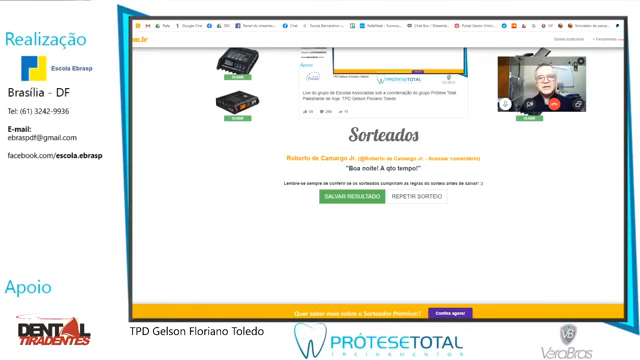 Realização
Escola Ebrasp
Brasília - DF
Tel: (61) 3242-9936
E-mail:
ebraspdf@gmail.com
facebook.com/escola.ebrasp
Apoio
DENTAL
TIRADENTES
om.br
Apoio
PRÓTESETOTAL
Live do grupo de Escolas Associadas sob a coordenação do grupo Prótese Total.
Palestrante de hoje: TPD Gelson Floriano Toledo
Sorteados
Roberto de Camargo Jr. (@Roberto de Camargo Jr. - Acessar comentário)
"Boa noite! A qto tempo!"
Lembre-se sempre de conferir se os sorteados cumpriram as regras do sorteio antes de salvar! :)
SALVAR RESULTADO
REPETIR SORTEIO
Quer saber mais sobre o Sorteador Premium?
Confira agora!
TPD Gelson Floriano Toledo
PRÓTESETOTAL
TREINAMENTOS
VB
VeraBras